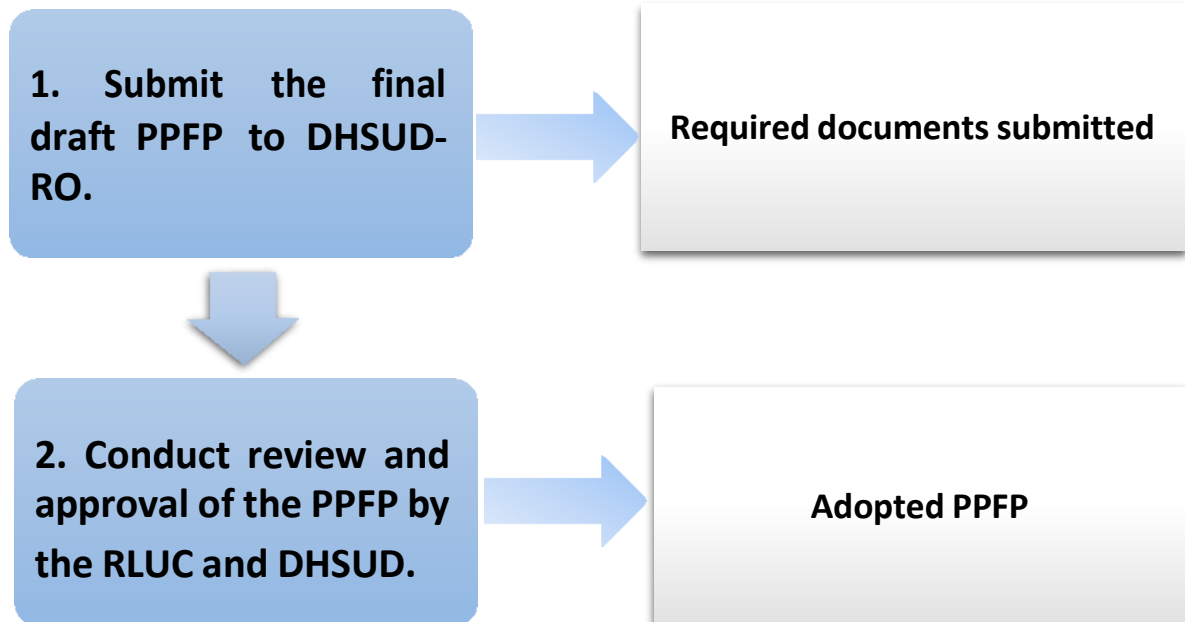 1. Submit the final
draft PPFP to DHSUD-
RO.
Required documents submitted
2. Conduct review and
approval of the PPFP by
the RLUC and DHSUD.
Adopted PPFP